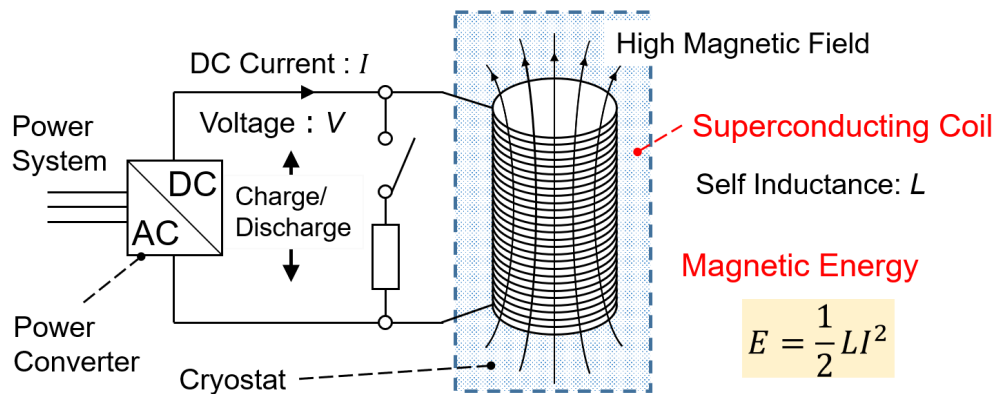 High Magnetic Field
DC Current : I
Voltage : V
Power
System
Superconducting Coil
DC
AC
Charge/
Discharge
Self Inductance: L
Magnetic Energy
E = 1/2 LI²
Power
Converter
Cryostat